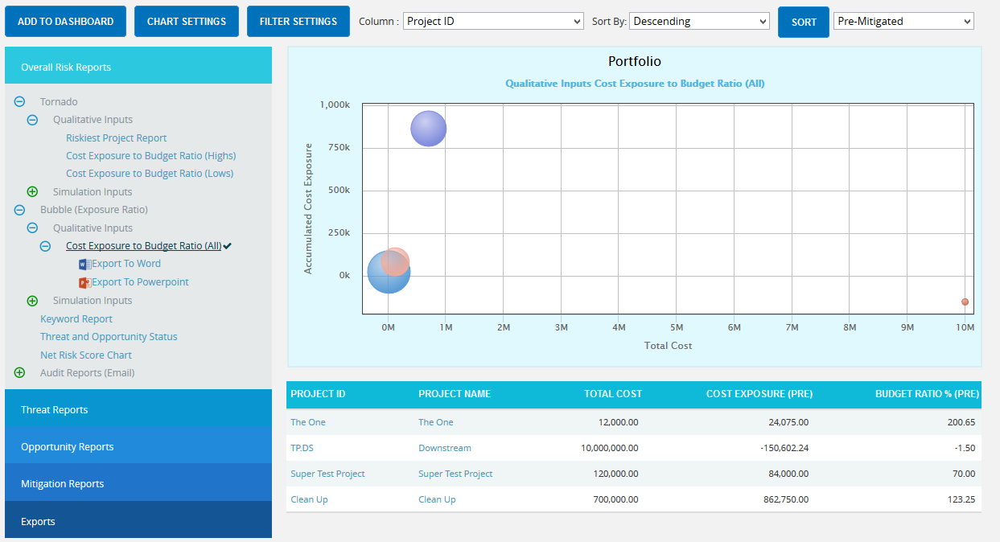 ADD TO DASHBOARD CHART SETTINGS FILTER SETTINGS Column : Project ID Sort By: Descending SORT Pre-Mitigated
Overall Risk Reports
Tornado
Qualitative Inputs
Riskiest Project Report
Cost Exposure to Budget Ratio (Highs)
Cost Exposure to Budget Ratio (Lows)
Simulation Inputs
Bubble (Exposure Ratio)
Qualitative Inputs
Cost Exposure to Budget Ratio (All)
Export To Word
Export To Powerpoint
Simulation Inputs
Keyword Report
Threat and Opportunity Status
Net Risk Score Chart
Audit Reports (Email)
Threat Reports
Opportunity Reports
Mitigation Reports
Exports
Portfolio
Qualitative Inputs Cost Exposure to Budget Ratio (All)
Accumulated Cost Exposure
1,000k
750k
500k
250k
0k
0M 1M 2M 3M 4M 5M 6M 7M 8M 9M 10M
Total Cost
PROJECT ID PROJECT NAME TOTAL COST COST EXPOSURE (PRE) BUDGET RATIO % (PRE)
The One The One 12,000.00 24,075.00 200.65
TP.DS Downstream 10,000,000.00 -150,602.24 -1.50
Super Test Project Super Test Project 120,000.00 84,000.00 70.00
Clean Up Clean Up 700,000.00 862,750.00 123.25